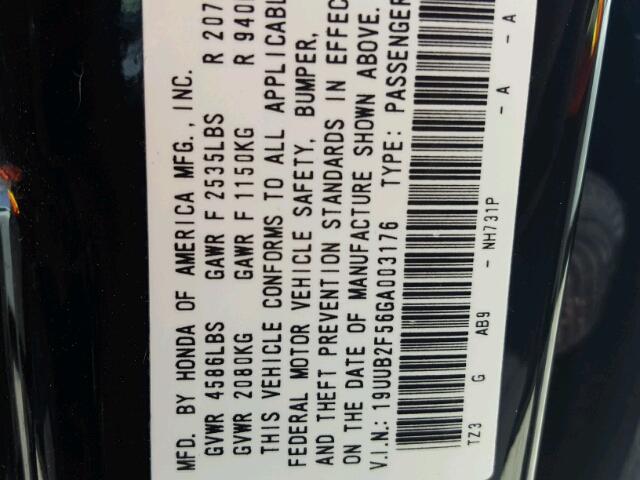 MFD. BY HONDA OF AMERICA MFG., INC.
GVWR 4586LBS GAWR F 2535LBS R 207
GVWR 2080KG GAWR F 1150KG R 940
THIS VEHICLE CONFORMS TO ALL APPLICABL
FEDERAL MOTOR VEHICLE SAFETY, BUMPER,
AND THEFT PREVENTION STANDARDS IN EFFEC
ON THE DATE OF MANUFACTURE SHOWN ABOVE.
V.I.N.: 19UUB2F56GA003176 TYPE: PASSENGER
TZ3 G AB9 - NH731P - A - A